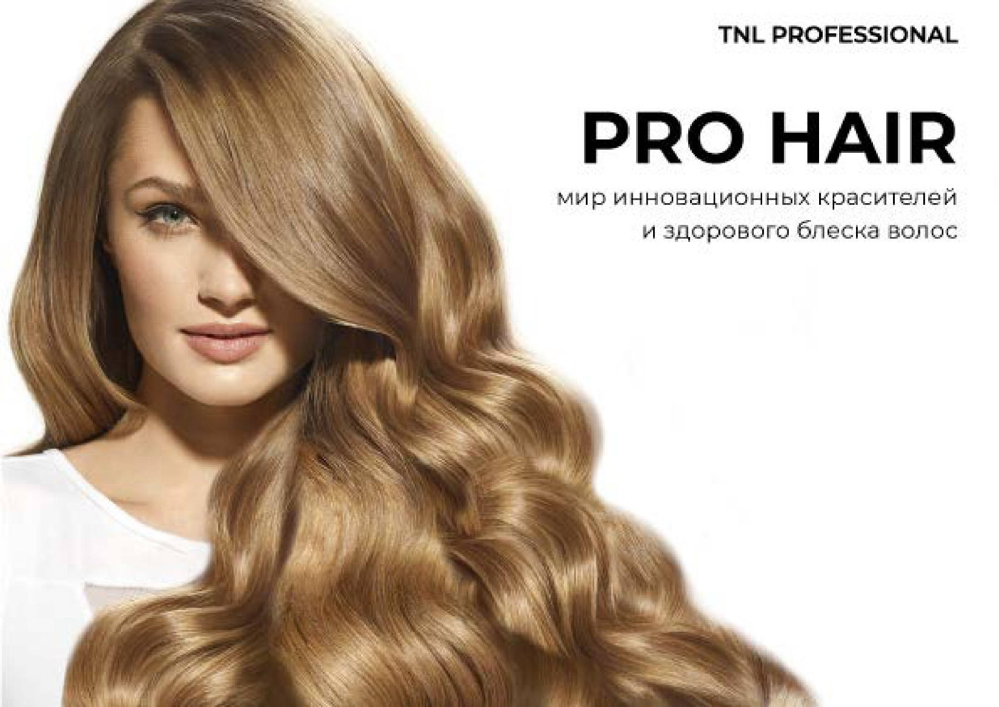 TNL PROFESSIONAL
PRO HAIR
мир инновационных красителей
и здорового блеска волос